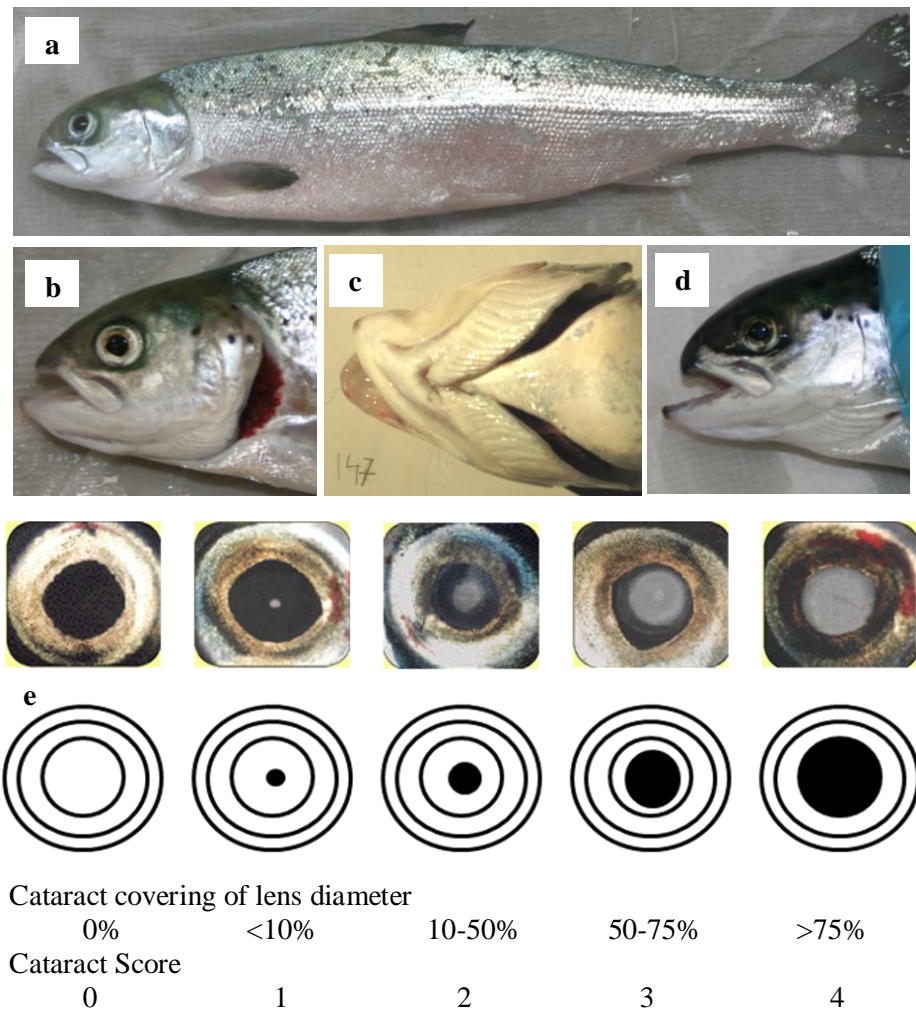 a
b
c
d
147
e
Cataract covering of lens diameter
0% <10% 10-50% 50-75% >75%
Cataract Score
0 1 2 3 4